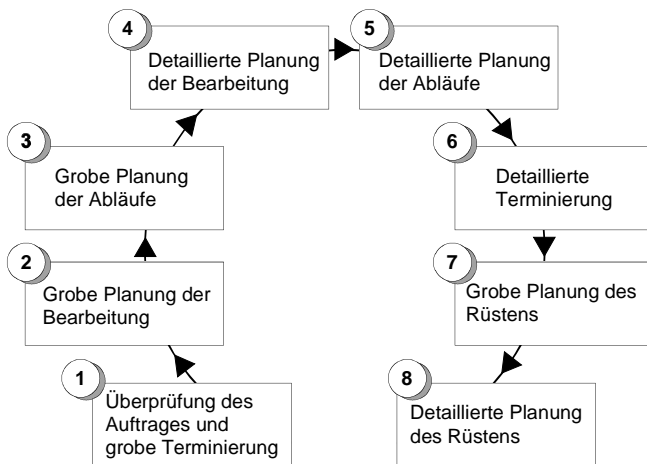 1
Überprüfung des
Auftrages und
grobe Terminierung
2
Grobe Planung der
Bearbeitung
3
Grobe Planung
der Abläufe
4
Detaillierte Planung
der Bearbeitung
5
Detaillierte Planung
der Abläufe
6
Detaillierte
Terminierung
7
Grobe Planung des
Rüstens
8
Detaillierte Planung
des Rüstens